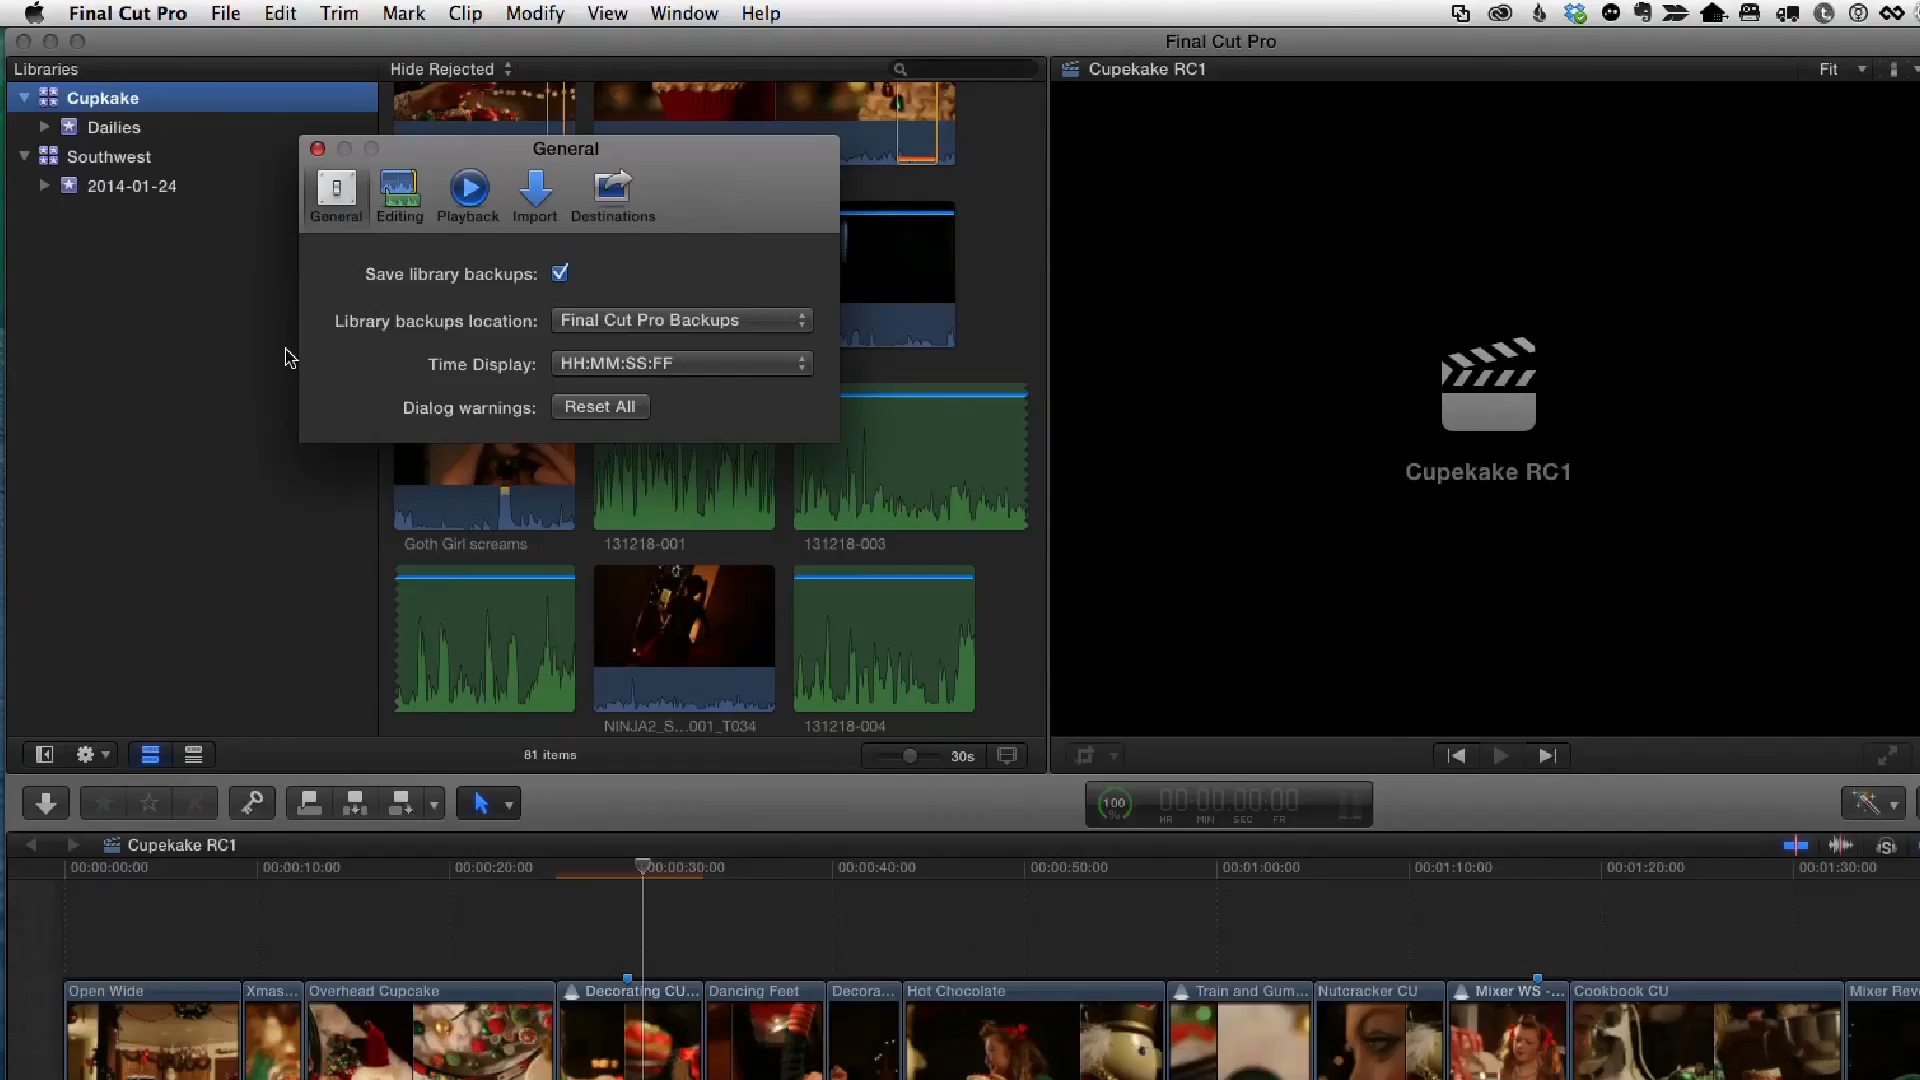 Final Cut Pro File Edit Trim Mark Clip Modify View Window Help
Final Cut Pro
Libraries
Hide Rejected
Cupekake RC1
Fit
Cupkake
Dailies
Southwest
2014-01-24
General
General Editing Playback Import Destinations
Save library backups:
Library backups location: Final Cut Pro Backups
Time Display: HH:MM:SS:FF
Dialog warnings: Reset All
Cupekake RC1
Goth Girl screams
131218-001
131218-003
NINJA2_S...001_T034
131218-004
81 items
30s
100 %
00:00:00:00
HR MIN SEC FR
Cupekake RC1
00:00:00:00 00:00:10:00 00:00:20:00 00:00:30:00 00:00:40:00 00:00:50:00 00:01:00:00 00:01:10:00 00:01:20:00 00:01:30:00
Open Wide Xmas... Overhead Cupcake Decorating CU... Dancing Feet Decora... Hot Chocolate Train and Gum... Nutcracker CU Mixer WS -... Cookbook CU Mixer Rev